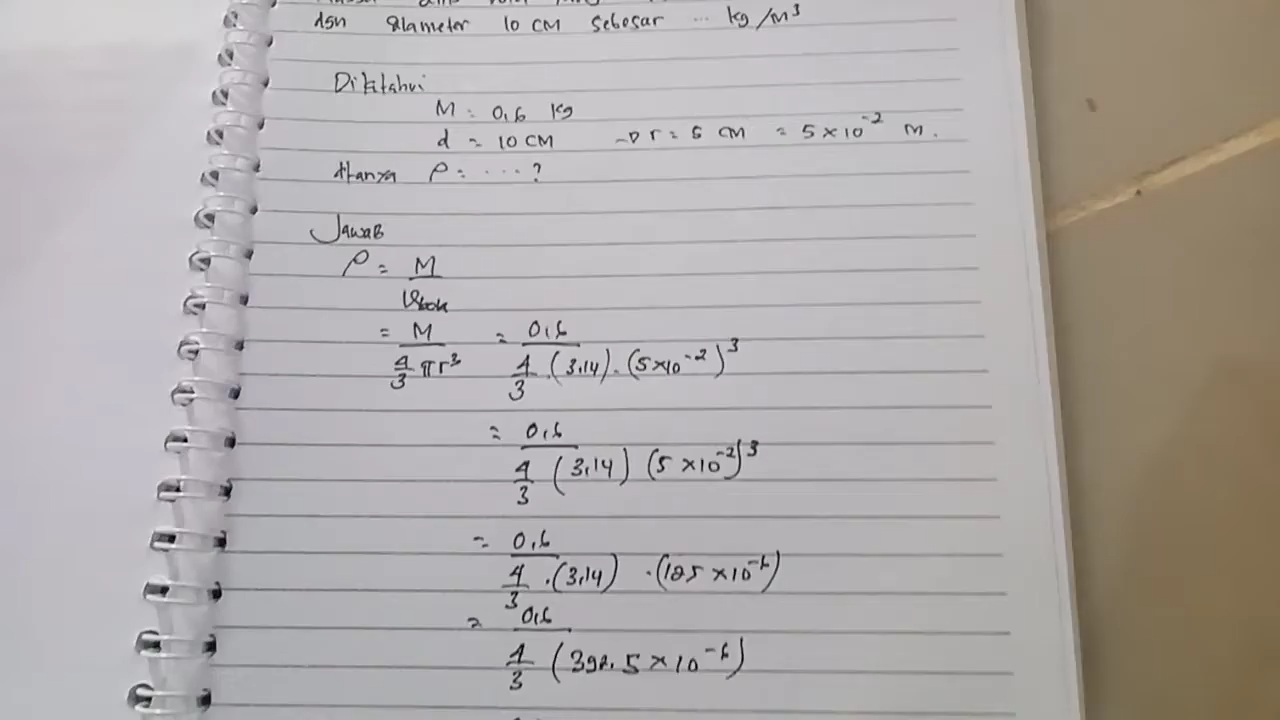 dgn diameter 10 cm sebesar ... kg/m³
Diketahui
M = 0,6 kg
d = 10 cm → r = 5 cm = 5 × 10⁻² m.
ditanya ρ = .... ?
Jawab
ρ = M
= M = 0,6
4/3 πr³ 4/3 . (3,14) . (5×10⁻²)³
= 0,6
4/3 (3,14) (5 × 10⁻²)³
= 0,6
4/3 . (3,14) . (125 × 10⁻⁶)
= 0,6
4/3 (392.5 × 10⁻⁶)